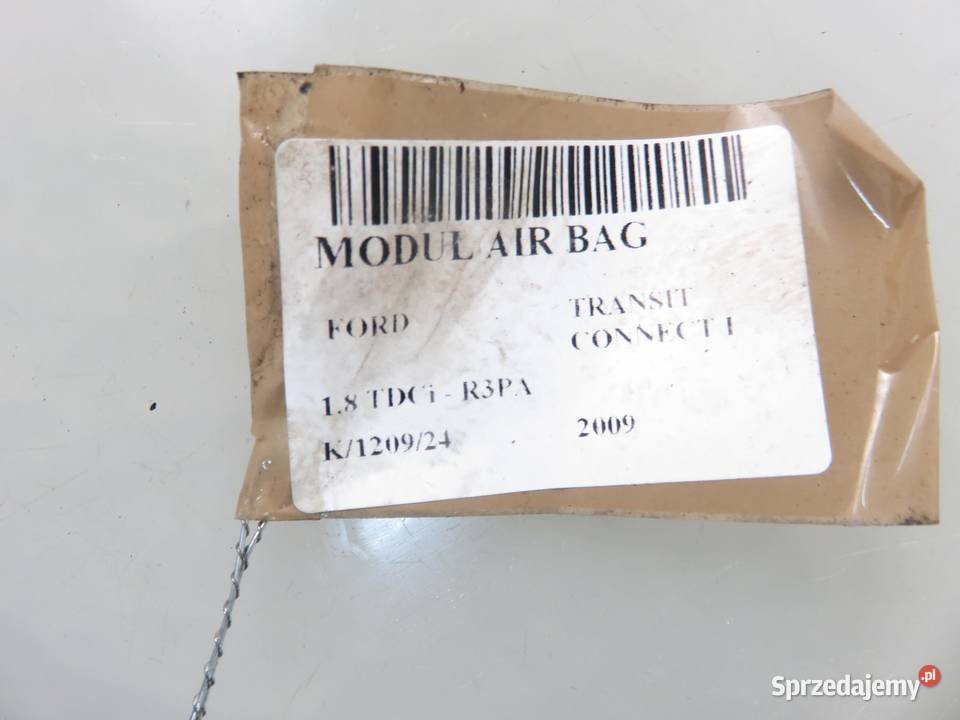 MODUL AIR BAG
FORD
TRANSIT
CONNECT I
1.8 TDCi - R3PA
K/1209/24
2009
Sprzedajemy.pl